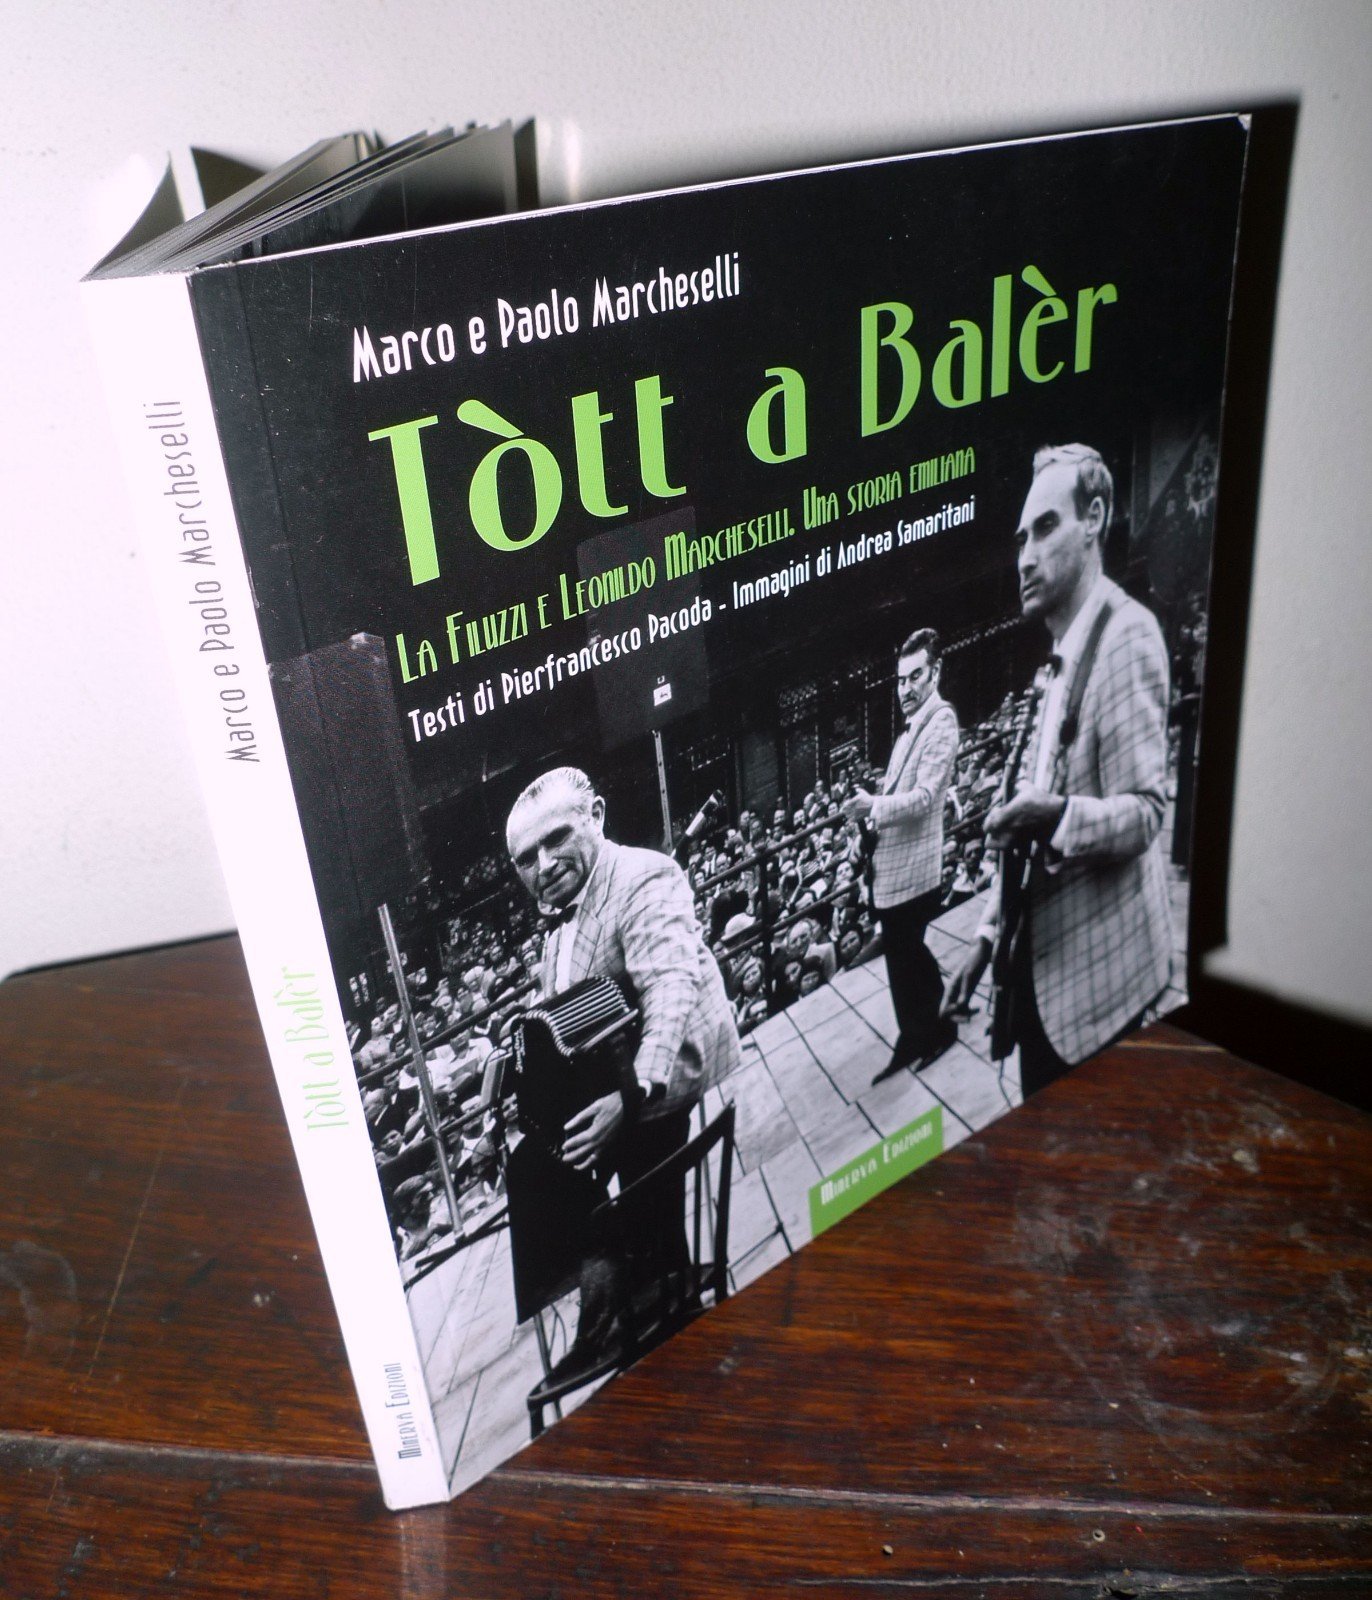 Marco e Paolo Marcheselli
Tòtt a Balèr
La Filuzzi e Leonildo Marcheselli. Una storia emiliana
Testi di Pierfrancesco Pacoda - Immagini di Andrea Samaritani
Minerva Edizioni
Marco e Paolo Marcheselli
Tòtt a Balèr
Minerva Edizioni